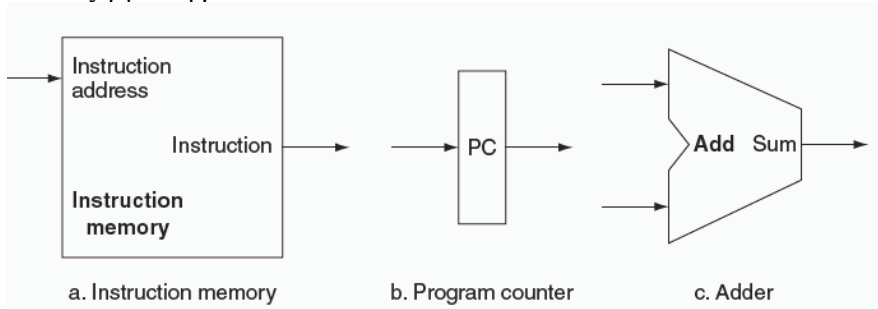 Instruction
address
Instruction
Instruction
memory
PC
Add Sum
a. Instruction memory
b. Program counter
c. Adder